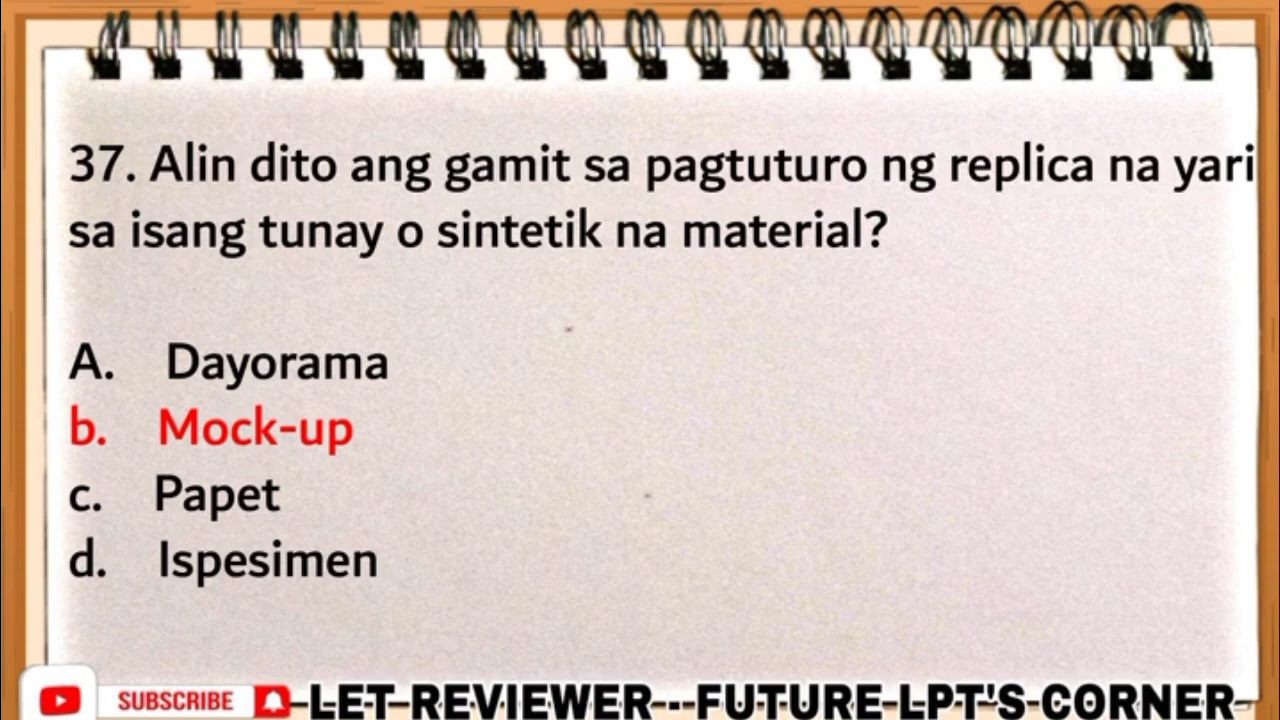 37. Alin dito ang gamit sa pagtuturo ng replica na yari
sa isang tunay o sintetik na material?
A. Dayorama
b. Mock-up
c. Papet
d. Ispesimen
SUBSCRIBE
LET REVIEWER - FUTURE LPT'S CORNER